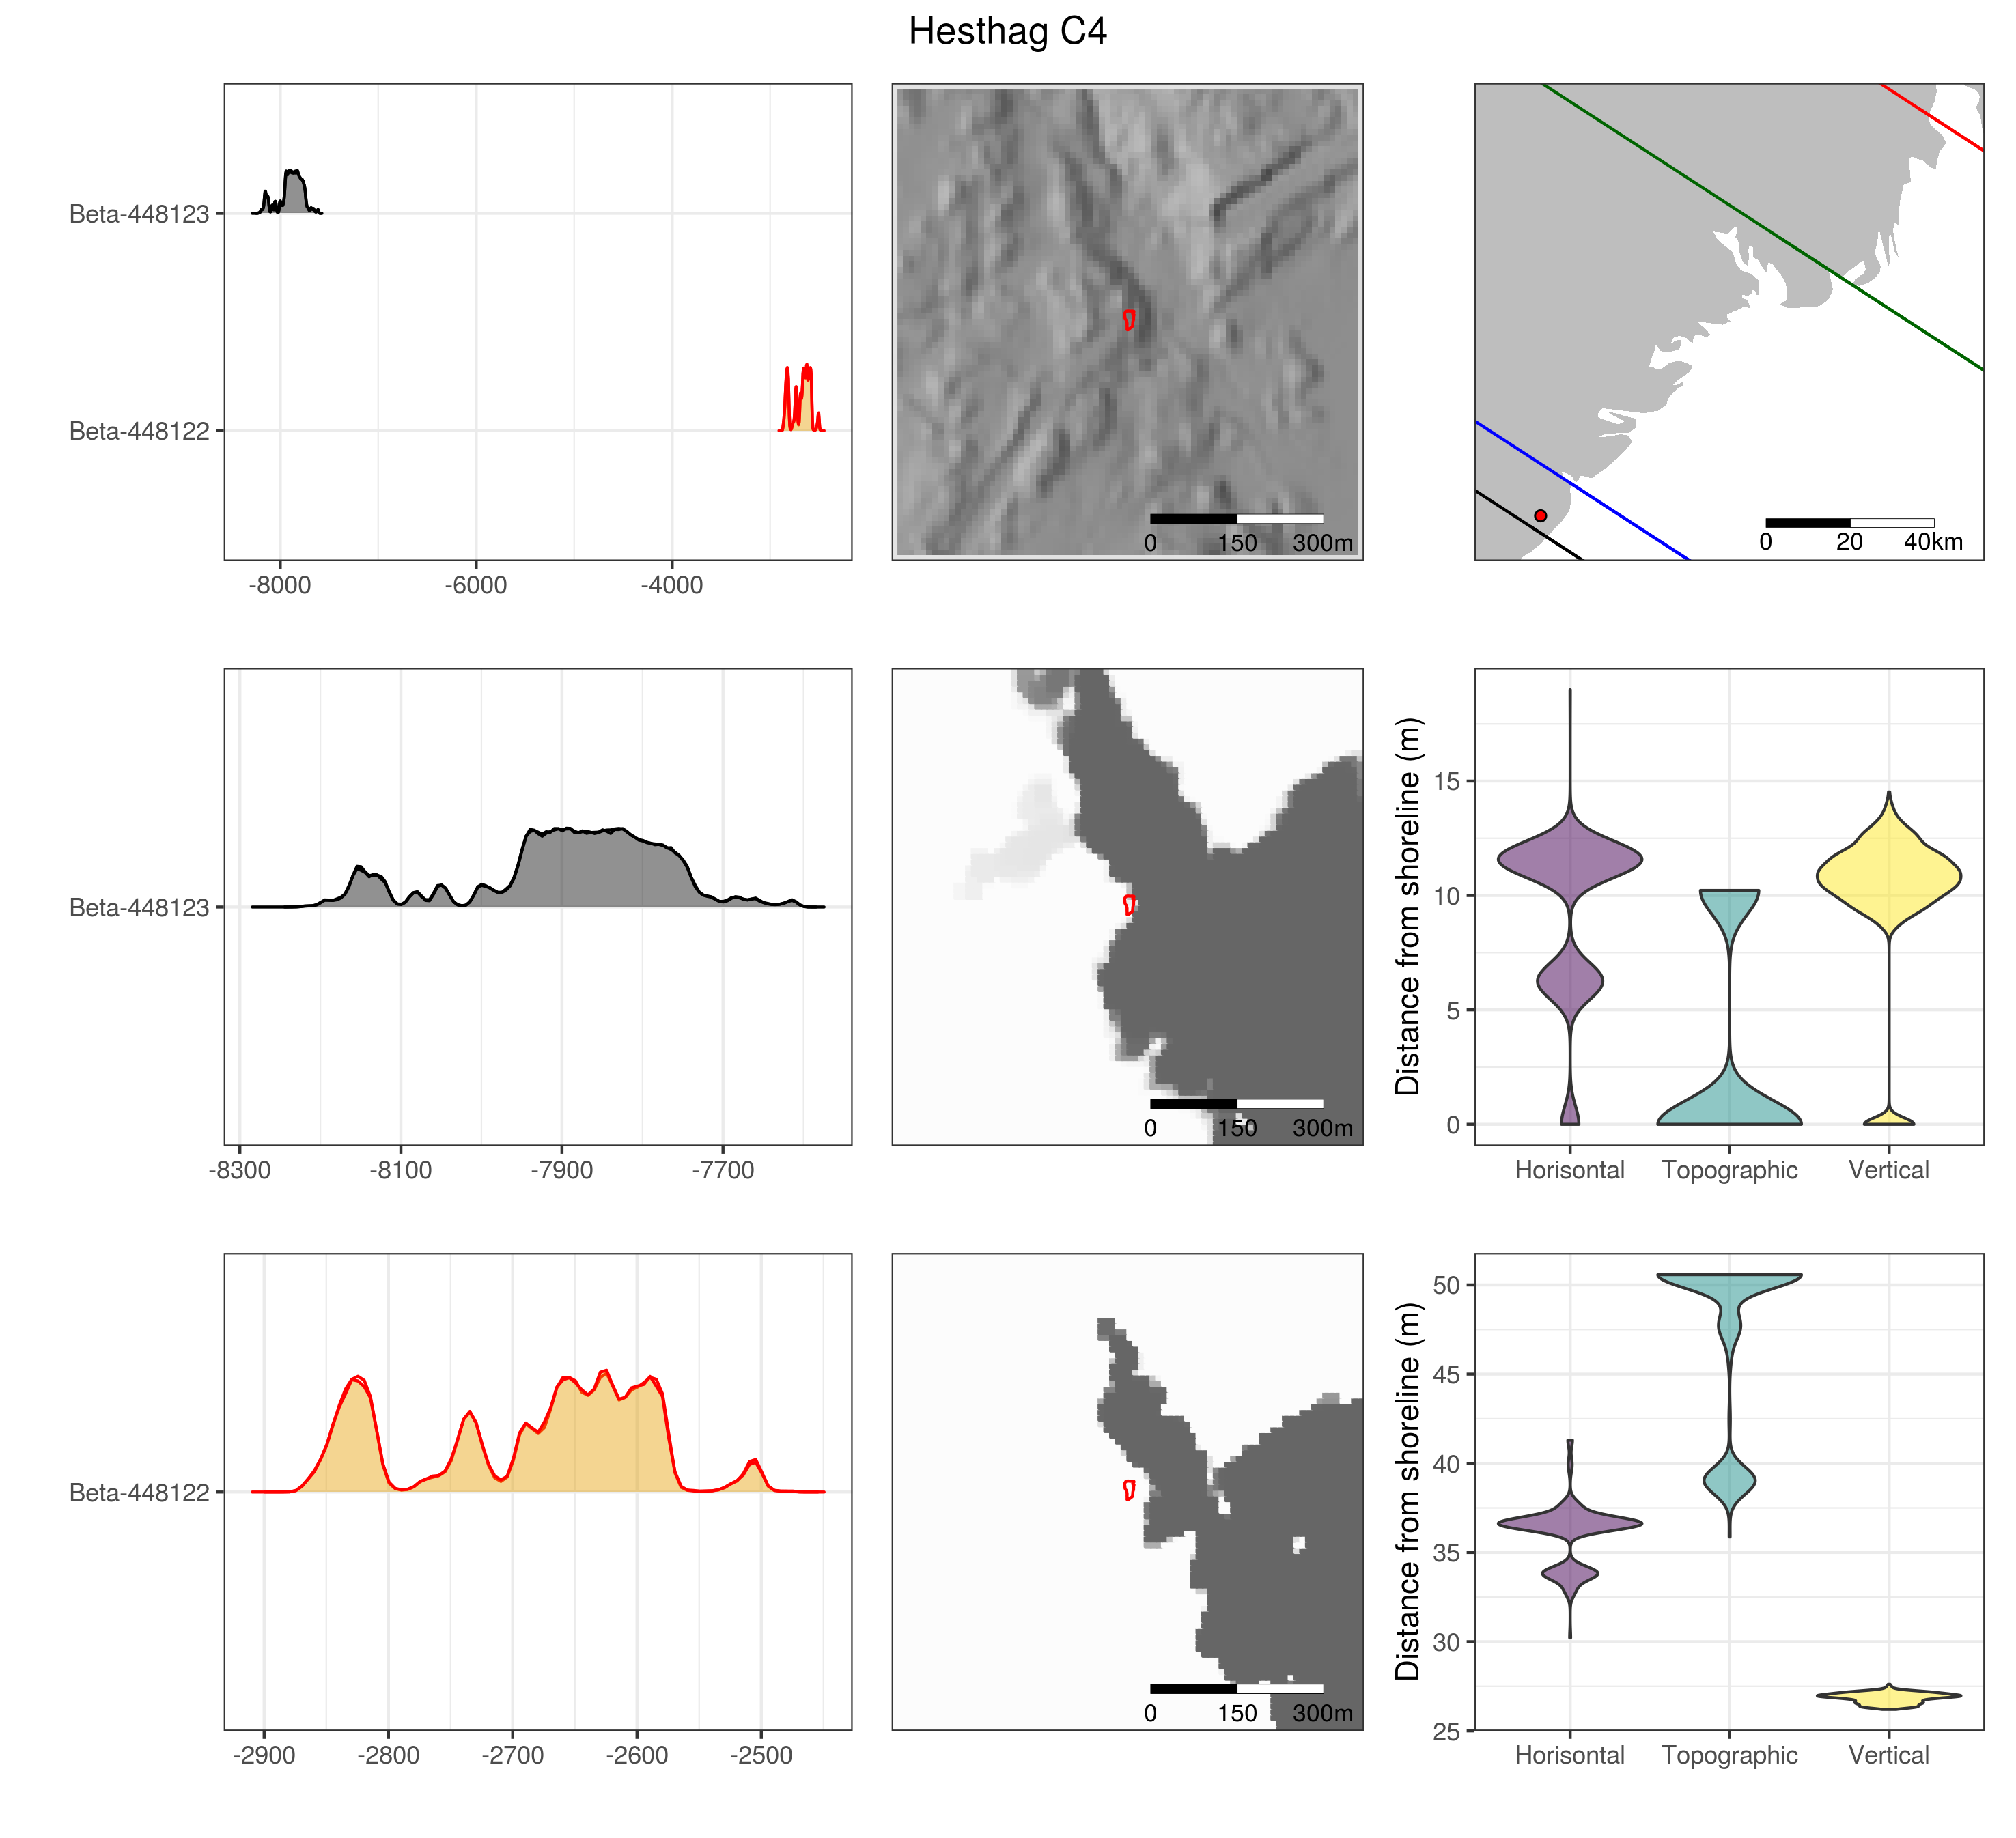 Hesthag C4
Beta-448123
Beta-448122
-8000 -6000 -4000
0 150 300m
0 20 40km
Beta-448123
-8300 -8100 -7900 -7700
0 150 300m
Distance from shoreline (m)
15
10
5
0
Horisontal Topographic Vertical
Beta-448122
-2900 -2800 -2700 -2600 -2500
0 150 300m
Distance from shoreline (m)
50
45
40
35
30
25
Horisontal Topographic Vertical